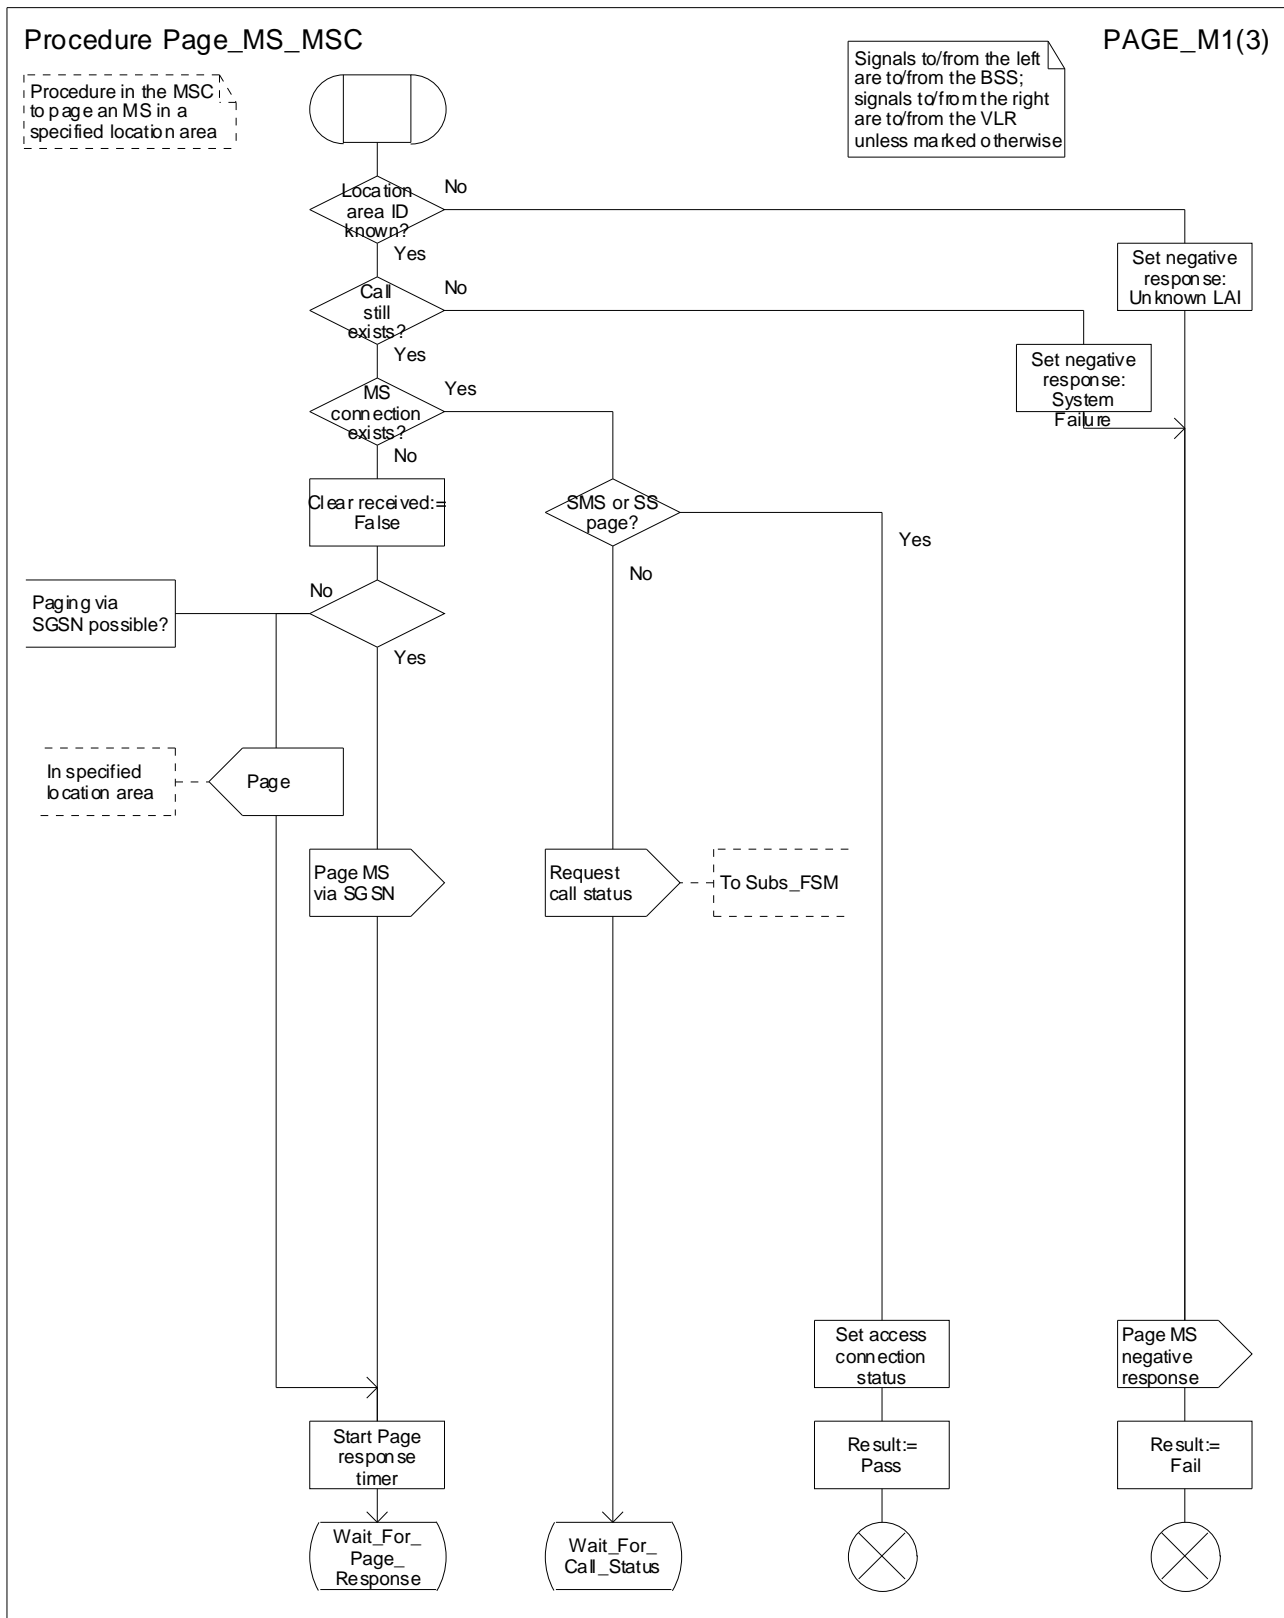 Procedure Page_MS_MSC
PAGE_M1(3)
Procedure in the MSC
to page an MS in a
specified location area
Signals to/from the left
are to/from the BSS;
signals to/from the right
are to/from the VLR
unless marked otherwise
Location
area ID
known?
No
Yes
Set negative
response:
Unknown LAI
Call
still
exists?
No
Yes
Set negative
response:
System
Failure
MS
connection
exists?
Yes
No
Clear received:=
False
SMS or SS
page?
Yes
No
Paging via
SGSN possible?
No
Yes
In specified
location area
Page
Page MS
via SGSN
Request
call status
To Subs_FSM
Set access
connection
status
Page MS
negative
response
Start Page
response
timer
Result:=
Pass
Result:=
Fail
Wait_For_
Page_
Response
Wait_For_
Call_Status